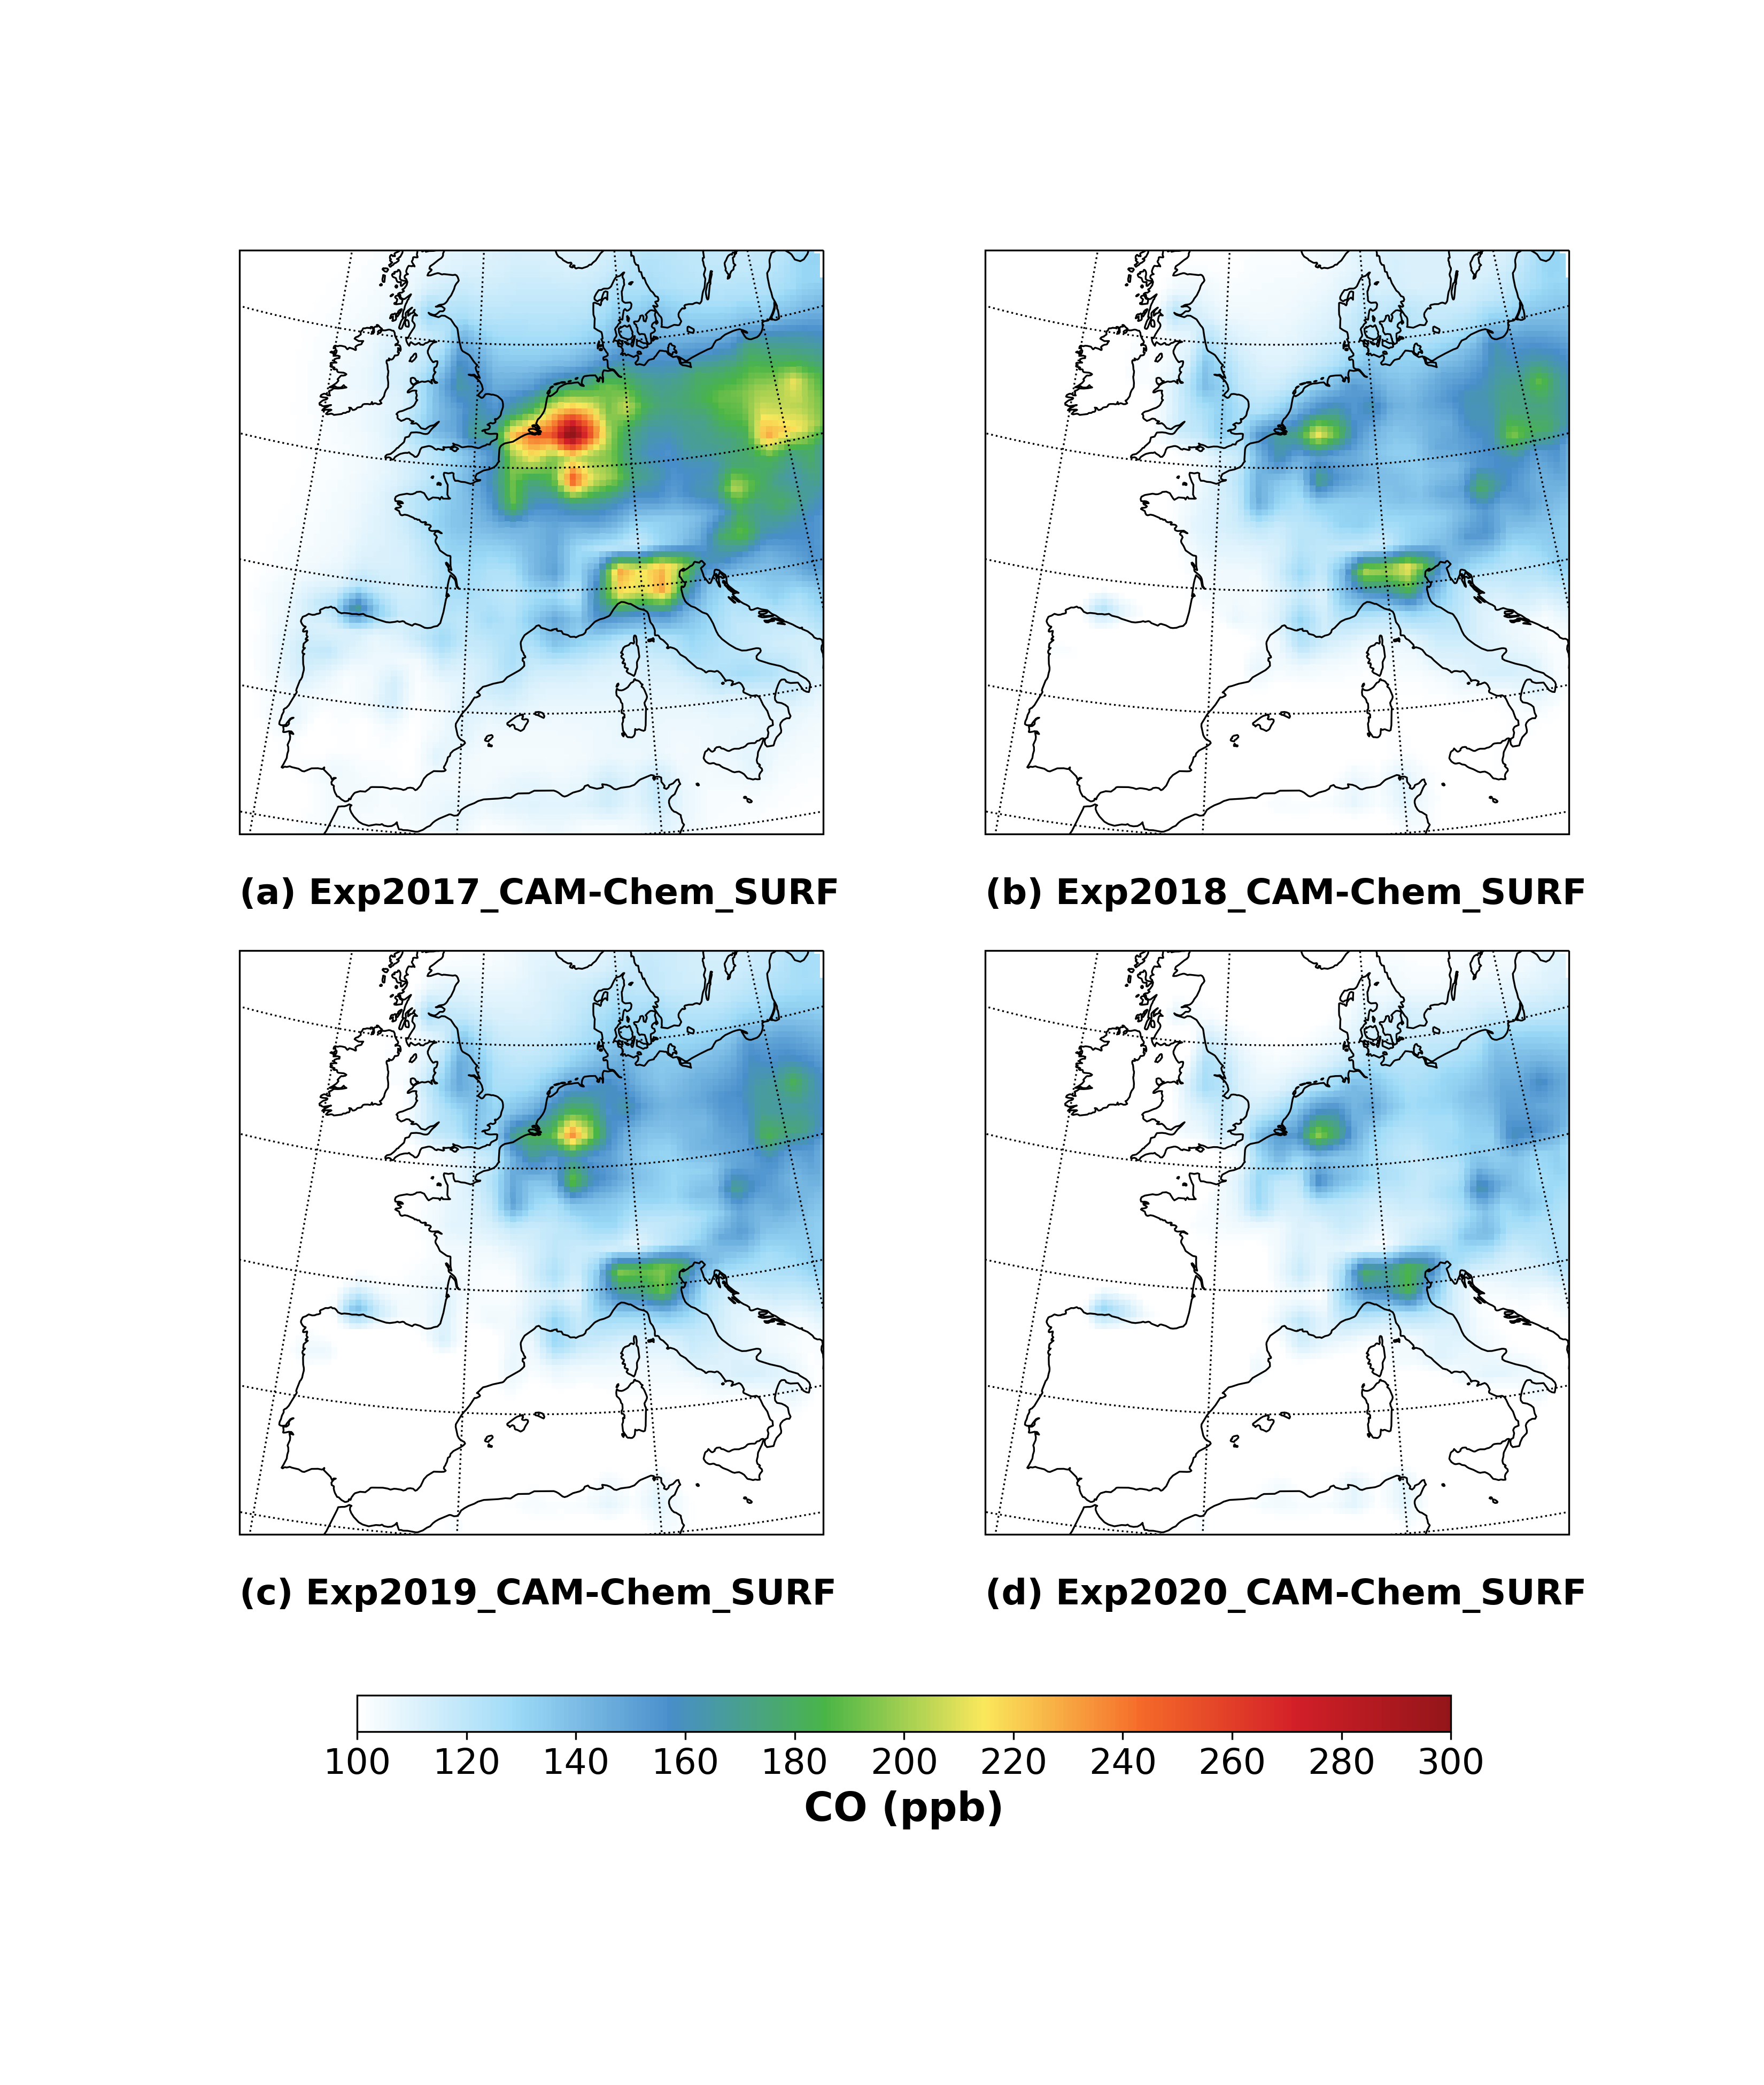 (a) Exp2017_CAM-Chem_SURF
(b) Exp2018_CAM-Chem_SURF
(c) Exp2019_CAM-Chem_SURF
(d) Exp2020_CAM-Chem_SURF
100 120 140 160 180 200 220 240 260 280 300
CO (ppb)